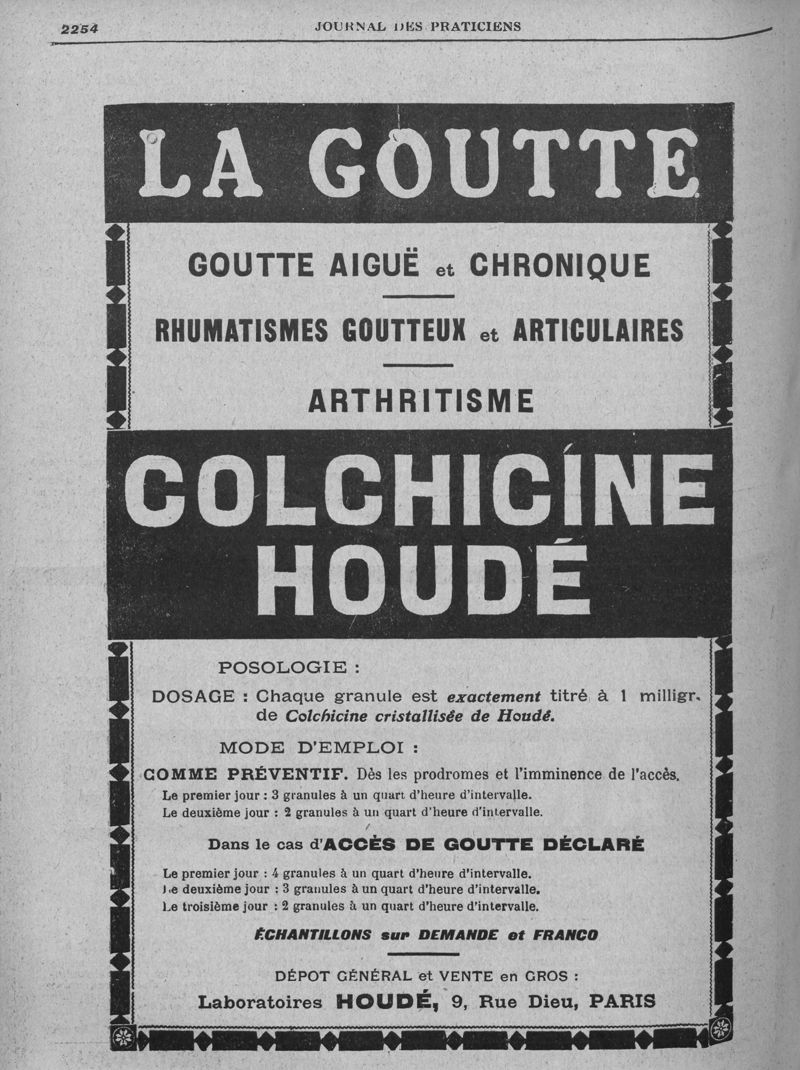 2254
JOURNAL DES PRATICIENS
LA GOUTTE
GOUTTE AIGUË et CHRONIQUE
RHUMATISMES GOUTTEUX et ARTICULAIRES
ARTHRITISME
COLCHICINE
HOUDÉ
POSOLOGIE :
DOSAGE : Chaque granule est exactement titré à 1 milligr.
de Colchicine cristallisée de Houdé.
MODE D'EMPLOI :
COMME PRÉVENTIF. Dès les prodromes et l'imminence de l'accès.
Le premier jour : 3 granules à un quart d'heure d'intervalle.
Le deuxième jour : 2 granules à un quart d'heure d'intervalle.
Dans le cas d'ACCÈS DE GOUTTE DÉCLARÉ
Le premier jour : 4 granules à un quart d'heure d'intervalle.
Le deuxième jour : 3 granules à un quart d'heure d'intervalle.
Le troisième jour : 2 granules à un quart d'heure d'intervalle.
ÉCHANTILLONS sur DEMANDE et FRANCO
DÉPOT GÉNÉRAL et VENTE en GROS :
Laboratoires HOUDÉ, 9, Rue Dieu, PARIS